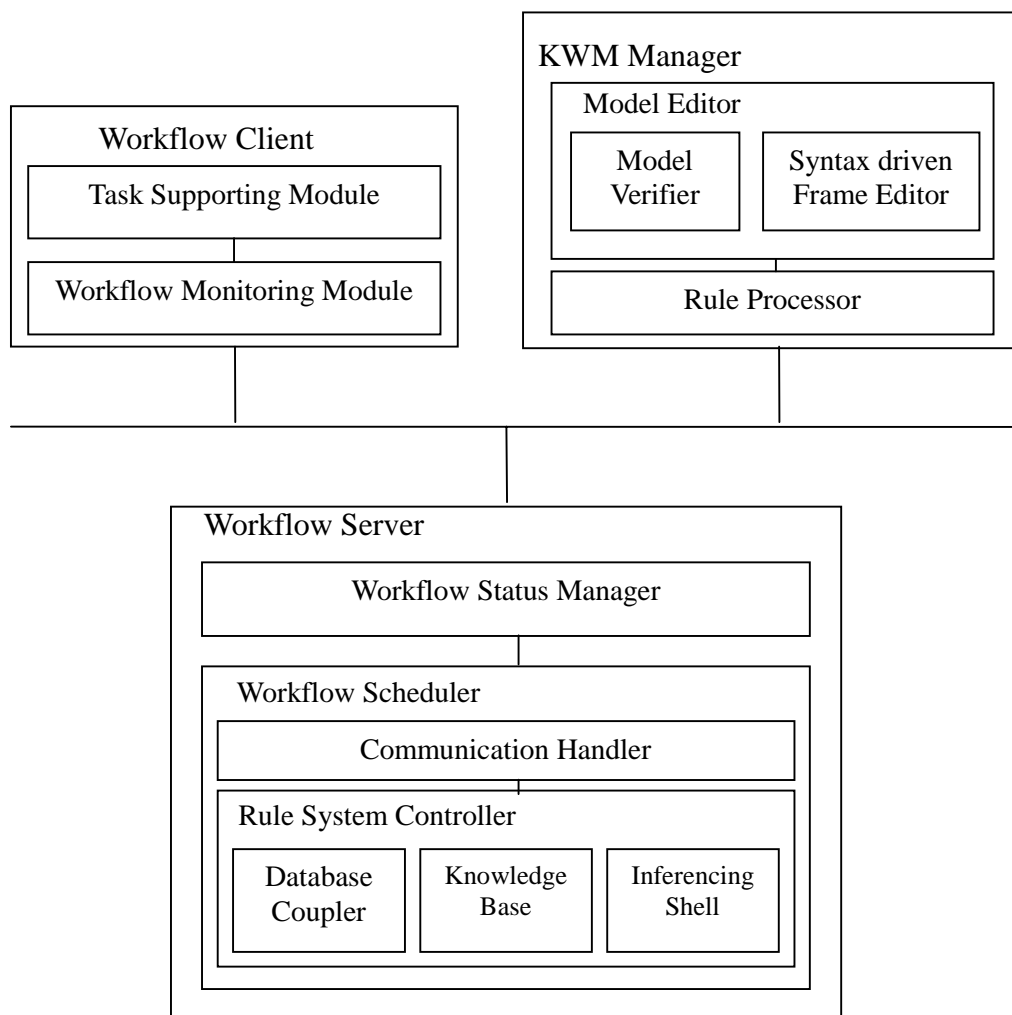 KWM Manager
Model Editor
Model
Verifier
Syntax driven
Frame Editor
Rule Processor
Workflow Client
Task Supporting Module
Workflow Monitoring Module
Workflow Server
Workflow Status Manager
Workflow Scheduler
Communication Handler
Rule System Controller
Database
Coupler
Knowledge
Base
Inferencing
Shell